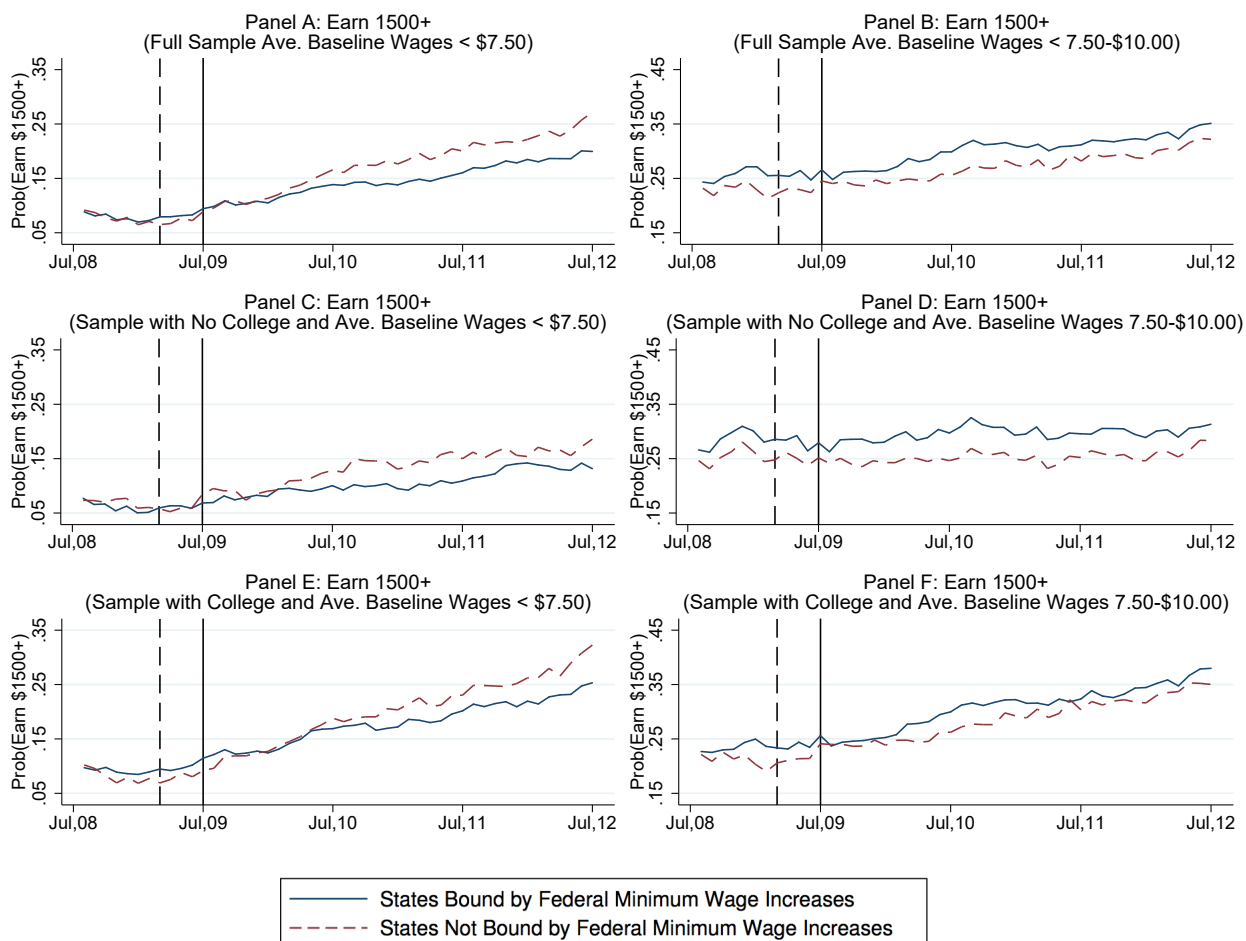 Panel A: Earn 1500+
(Full Sample Ave. Baseline Wages < $7.50)
Prob(Earn $1500+)
.05 .15 .25 .35
Jul,08 Jul,09 Jul,10 Jul,11 Jul,12
Panel B: Earn 1500+
(Full Sample Ave. Baseline Wages < 7.50-$10.00)
Prob(Earn $1500+)
.15 .25 .35 .45
Jul,08 Jul,09 Jul,10 Jul,11 Jul,12
Panel C: Earn 1500+
(Sample with No College and Ave. Baseline Wages < $7.50)
Prob(Earn $1500+)
.05 .15 .25 .35
Jul,08 Jul,09 Jul,10 Jul,11 Jul,12
Panel D: Earn 1500+
(Sample with No College and Ave. Baseline Wages 7.50-$10.00)
Prob(Earn $1500+)
.15 .25 .35 .45
Jul,08 Jul,09 Jul,10 Jul,11 Jul,12
Panel E: Earn 1500+
(Sample with College and Ave. Baseline Wages < $7.50)
Prob(Earn $1500+)
.05 .15 .25 .35
Jul,08 Jul,09 Jul,10 Jul,11 Jul,12
Panel F: Earn 1500+
(Sample with College and Ave. Baseline Wages 7.50-$10.00)
Prob(Earn $1500+)
.15 .25 .35 .45
Jul,08 Jul,09 Jul,10 Jul,11 Jul,12
States Bound by Federal Minimum Wage Increases
States Not Bound by Federal Minimum Wage Increases